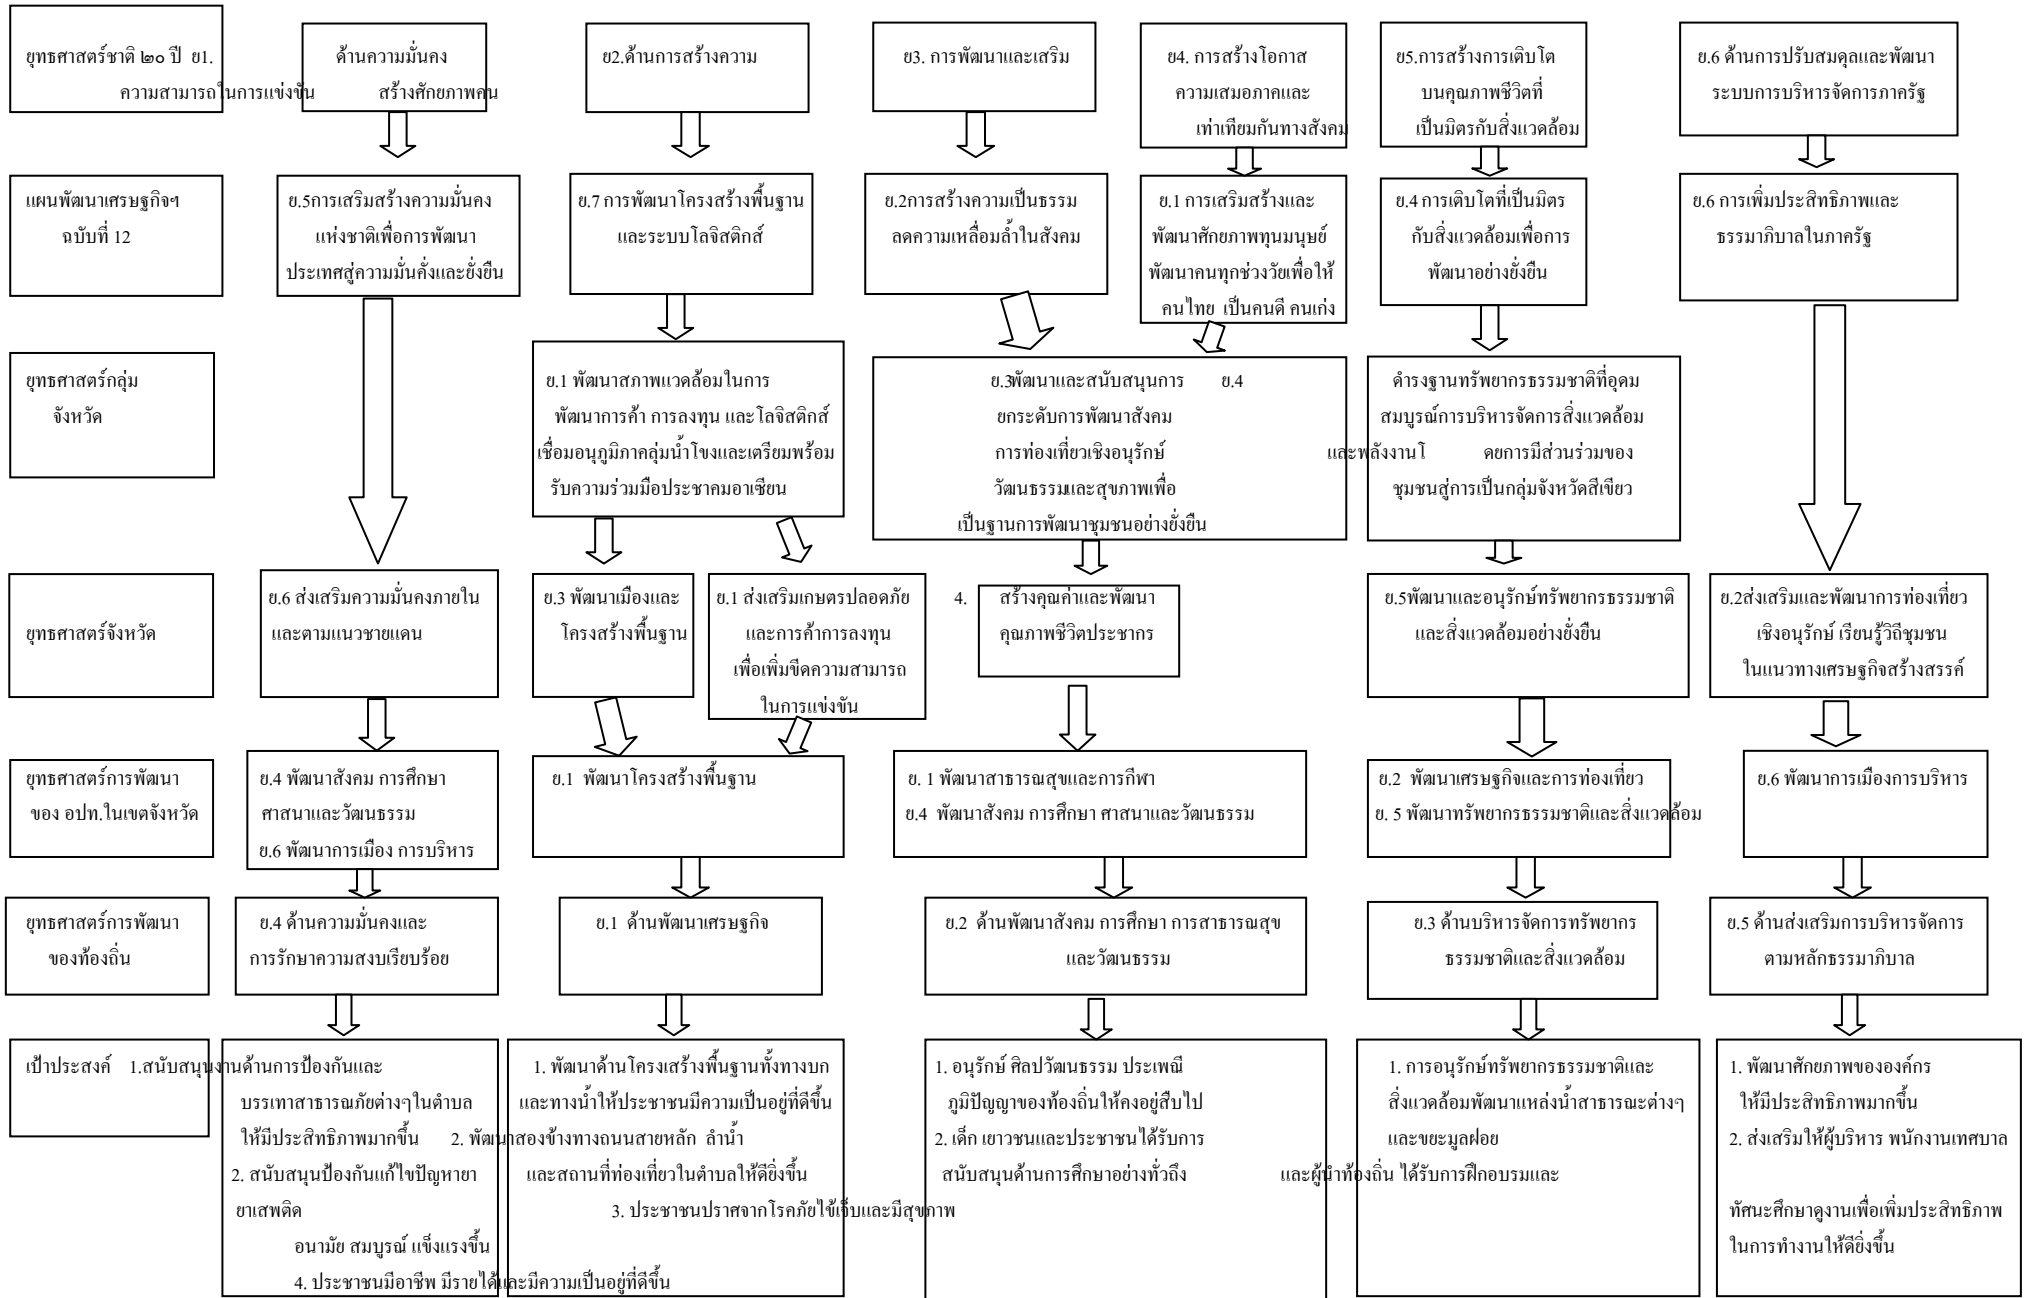 ยุทธศาสตร์ชาติ ๒๐ ปี ย1. ด้านความมั่นคง ย2.ด้านการสร้างความ ย3. การพัฒนาและเสริม ย4. การสร้างโอกาส ย5.การสร้างการเติบโต ย.6 ด้านการปรับสมดุลและพัฒนา
ความสามารถในการแข่งขัน สร้างศักยภาพคน ความเสมอภาคและ บนคุณภาพชีวิตที่ ระบบการบริหารจัดการภาครัฐ
เท่าเทียมกันทางสังคม เป็นมิตรกับสิ่งแวดล้อม
แผนพัฒนาเศรษฐกิจฯ
ฉบับที่ 12
ย.5การเสริมสร้างความมั่นคง
แห่งชาติเพื่อการพัฒนา
ประเทศสู่ความมั่นคั่งและยั่งยืน
ย.7 การพัฒนาโครงสร้างพื้นฐาน
และระบบโลจิสติกส์
ย.2การสร้างความเป็นธรรม
ลดความเหลื่อมล้ำในสังคม
ย.1 การเสริมสร้างและ
พัฒนาศักยภาพทุนมนุษย์
พัฒนาคนทุกช่วงวัยเพื่อให้
คนไทย เป็นคนดี คนเก่ง
ย.4 การเติบโตที่เป็นมิตร
กับสิ่งแวดล้อมเพื่อการ
พัฒนาอย่างยั่งยืน
ย.6 การเพิ่มประสิทธิภาพและ
ธรรมาภิบาลในภาครัฐ
ยุทธศาสตร์กลุ่ม
จังหวัด
ย.1 พัฒนาสภาพแวดล้อมในการ
พัฒนาการค้า การลงทุน และโลจิสติกส์
เชื่อมอนุภูมิภาคลุ่มน้ำโขงและเตรียมพร้อม
รับความร่วมมือประชาคมอาเซียน
ย.3พัฒนาและสนับสนุนการ ย.4
ยกระดับการพัฒนาสังคม
การท่องเที่ยวเชิงอนุรักษ์
วัฒนธรรมและสุขภาพเพื่อ
เป็นฐานการพัฒนาชุมชนอย่างยั่งยืน
ดำรงฐานทรัพยากรธรรมชาติที่อุดม
สมบูรณ์การบริหารจัดการสิ่งแวดล้อม
และพลังงานโ ดยการมีส่วนร่วมของ
ชุมชนสู่การเป็นกลุ่มจังหวัดสีเขียว
ยุทธศาสตร์จังหวัด
ย.6 ส่งเสริมความมั่นคงภายใน
และตามแนวชายแดน
ย.3 พัฒนาเมืองและ
โครงสร้างพื้นฐาน
ย.1 ส่งเสริมเกษตรปลอดภัย
และการค้าการลงทุน
เพื่อเพิ่มขีดความสามารถ
ในการแข่งขัน
4. สร้างคุณค่าและพัฒนา
คุณภาพชีวิตประชากร
ย.5พัฒนาและอนุรักษ์ทรัพยากรธรรมชาติ
และสิ่งแวดล้อมอย่างยั่งยืน
ย.2ส่งเสริมและพัฒนาการท่องเที่ยว
เชิงอนุรักษ์ เรียนรู้วิถีชุมชน
ในแนวทางเศรษฐกิจสร้างสรรค์
ยุทธศาสตร์การพัฒนา
ของ อปท.ในเขตจังหวัด
ย.4 พัฒนาสังคม การศึกษา
ศาสนาและวัฒนธรรม
ย.6 พัฒนาการเมือง การบริหาร
ย.1 พัฒนาโครงสร้างพื้นฐาน
ย. 1 พัฒนาสาธารณสุขและการกีฬา
ย.4 พัฒนาสังคม การศึกษา ศาสนาและวัฒนธรรม
ย.2 พัฒนาเศรษฐกิจและการท่องเที่ยว
ย. 5 พัฒนาทรัพยากรธรรมชาติและสิ่งแวดล้อม
ย.6 พัฒนาการเมืองการบริหาร
ยุทธศาสตร์การพัฒนา
ของท้องถิ่น
ย.4 ด้านความมั่นคงและ
การรักษาความสงบเรียบร้อย
ย.1 ด้านพัฒนาเศรษฐกิจ
ย.2 ด้านพัฒนาสังคม การศึกษา การสาธารณสุข
และวัฒนธรรม
ย.3 ด้านบริหารจัดการทรัพยากร
ธรรมชาติและสิ่งแวดล้อม
ย.5 ด้านส่งเสริมการบริหารจัดการ
ตามหลักธรรมาภิบาล
เป้าประสงค์ 1.สนับสนุนงานด้านการป้องกันและ
บรรเทาสาธารณภัยต่างๆในตำบล
ให้มีประสิทธิภาพมากขึ้น 2. พัฒนาสองข้างทางถนนสายหลัก ลำน้ำ
2. สนับสนุนป้องกันแก้ไขปัญหายา
ยาเสพติด 3. ประชาชนปราศจากโรคภัยไข้เจ็บและมีสุขภาพ
อนามัย สมบูรณ์ แข็งแรงขึ้น
4. ประชาชนมีอาชีพ มีรายได้และมีความเป็นอยู่ที่ดีขึ้น
1. พัฒนาด้านโครงเสร้างพื้นฐานทั้งทางบก
และทางน้ำให้ประชาชนมีความเป็นอยู่ที่ดีขึ้น
และสถานที่ท่องเที่ยวในตำบลให้ดียิ่งขึ้น
1. อนุรักษ์ ศิลปวัฒนธรรม ประเพณี
ภูมิปัญญาของท้องถิ่นให้คงอยู่สืบไป
2. เด็ก เยาวชนและประชาชนได้รับการ
สนับสนุนด้านการศึกษาอย่างทั่วถึง และผู้นำท้องถิ่น ได้รับการฝึกอบรมและ
1. การอนุรักษ์ทรัพยากรธรรมชาติและ
สิ่งแวดล้อมพัฒนาแหล่งน้ำสาธารณะต่างๆ
และขยะมูลฝอย
1. พัฒนาศักยภาพขององค์กร
ให้มีประสิทธิภาพมากขึ้น
2. ส่งเสริมให้ผู้บริหาร พนักงานเทศบาล
ทัศนะศึกษาดูงานเพื่อเพิ่มประสิทธิภาพ
ในการทำงานให้ดียิ่งขึ้น